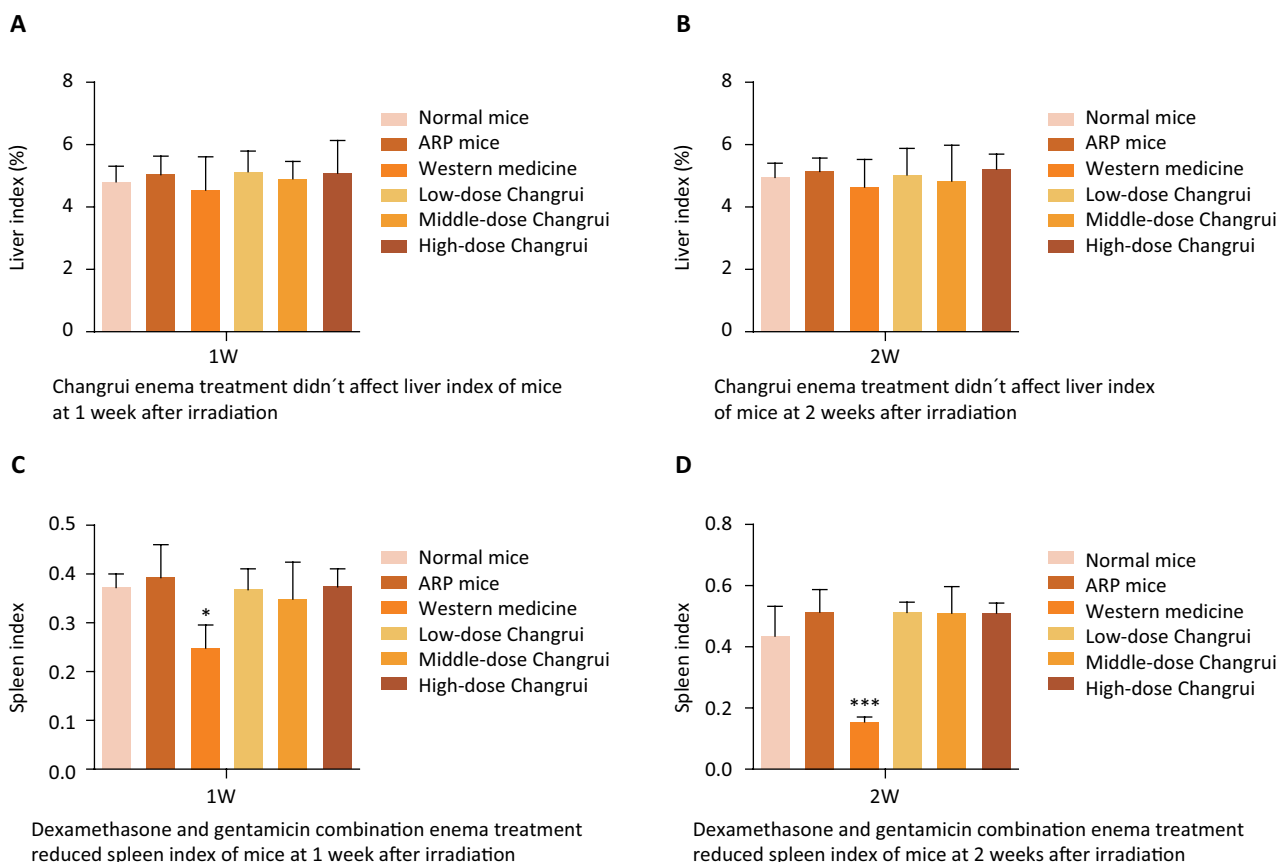 A
Liver index (%)
8
6
4
2
0
1W
Normal mice
ARP mice
Western medicine
Low-dose Changrui
Middle-dose Changrui
High-dose Changrui
Changrui enema treatment didn´t affect liver index of mice
at 1 week after irradiation
B
Liver index (%)
8
6
4
2
0
2W
Normal mice
ARP mice
Western medicine
Low-dose Changrui
Middle-dose Changrui
High-dose Changrui
Changrui enema treatment didn´t affect liver index
of mice at 2 weeks after irradiation
C
Spleen index
0.5
0.4
0.3
0.2
0.1
0.0
*
1W
Normal mice
ARP mice
Western medicine
Low-dose Changrui
Middle-dose Changrui
High-dose Changrui
Dexamethasone and gentamicin combination enema treatment
reduced spleen index of mice at 1 week after irradiation
D
Spleen index
0.8
0.6
0.4
0.2
0.0
***
2W
Normal mice
ARP mice
Western medicine
Low-dose Changrui
Middle-dose Changrui
High-dose Changrui
Dexamethasone and gentamicin combination enema treatment
reduced spleen index of mice at 2 weeks after irradiation